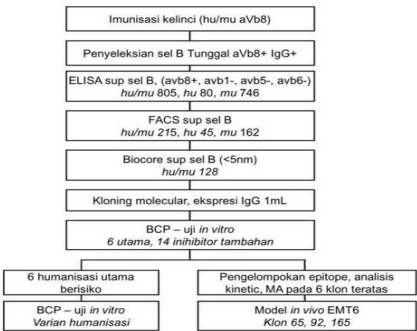 Imunisasi kelinci (hu/mu aVb8)
Penyeleksian sel B Tunggal aVb8+ IgG+
ELISA sup sel B, (avb8+, avb1-, avb5-, avb6-)
hu/mu 805, hu 80, mu 746
FACS sup sel B
hu/mu 215, hu 45, mu 162
Biocore sup sel B (<5nm)
hu/mu 128
Kloning molecular, ekspresi IgG 1mL
BCP – uji in vitro
6 utama, 14 inihibitor tambahan
6 humanisasi utama
berisiko
BCP – uji in vitro
Varian humanisasi
Pengelompokan epitope, analisis
kinetic, MA pada 6 klon teratas
Model in vivo EMT6
Klon 65, 92, 165